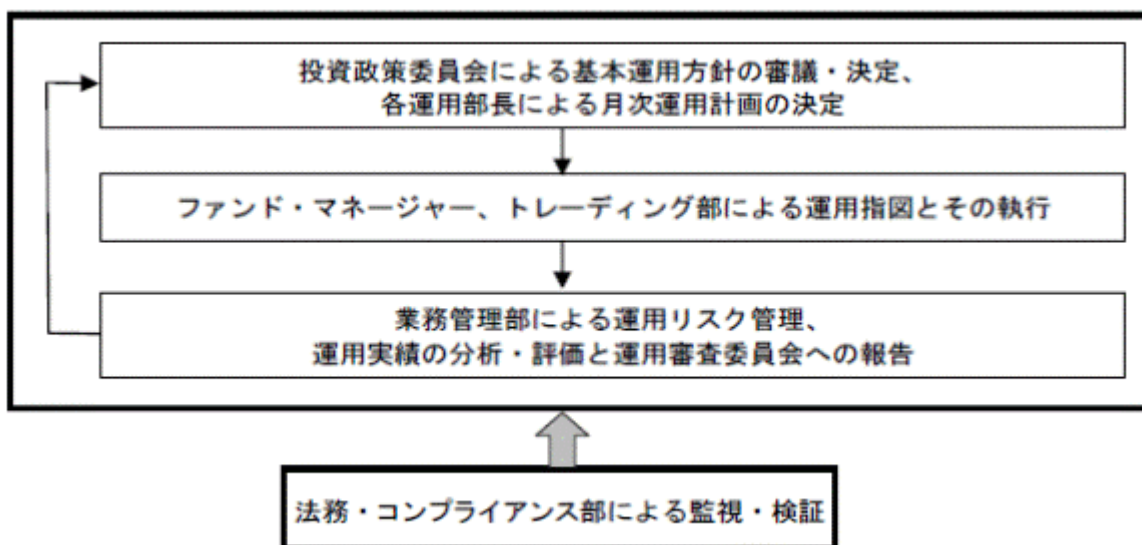 投資政策委員会による基本運用方針の審議・決定、
各運用部長による月次運用計画の決定
ファンド・マネージャー、トレーディング部による運用指図とその執行
業務管理部による運用リスク管理、
運用実績の分析・評価と運用審査委員会への報告
法務・コンプライアンス部による監視・検証